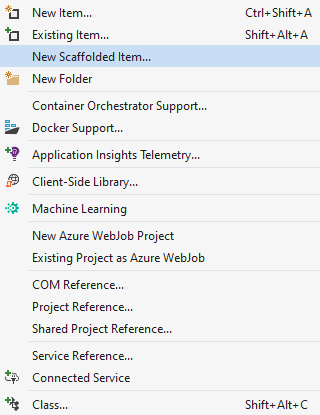 New Item... Ctrl+Shift+A
Existing Item... Shift+Alt+A
New Scaffolded Item...
New Folder
Container Orchestrator Support...
Docker Support...
Application Insights Telemetry...
Client-Side Library...
Machine Learning
New Azure WebJob Project
Existing Project as Azure WebJob
COM Reference...
Project Reference...
Shared Project Reference...
Service Reference...
Connected Service
Class... Shift+Alt+C